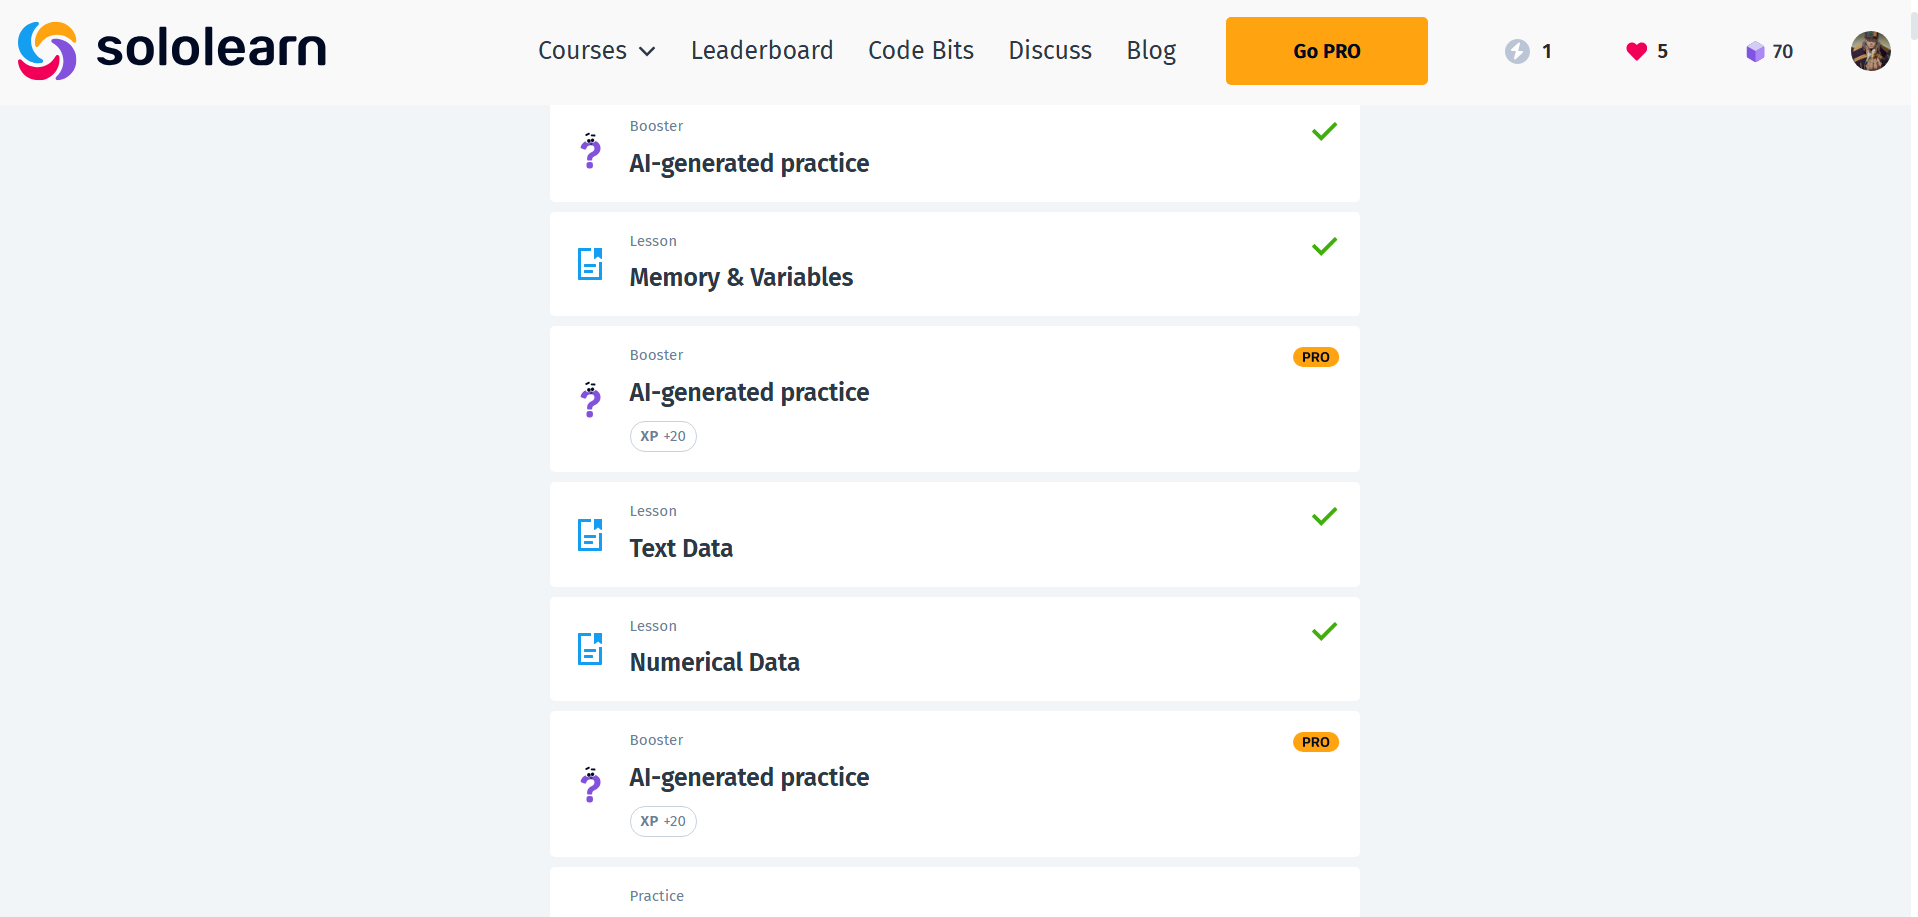 sololearn
Courses Leaderboard Code Bits Discuss Blog Go PRO 1 5 70
Booster
AI-generated practice
Lesson
Memory & Variables
Booster
PRO
AI-generated practice
XP +20
Lesson
Text Data
Lesson
Numerical Data
Booster
PRO
AI-generated practice
XP +20
Practice